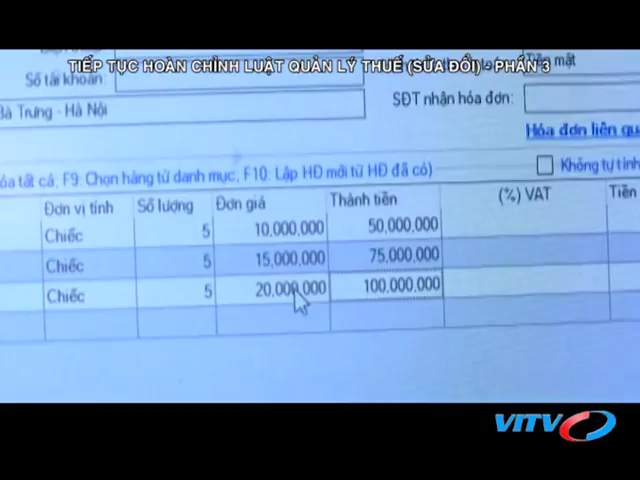 TIẾP TỤC HOÀN CHỈNH LUẬT QUẢN LÝ THUẾ (SỬA ĐỔI) - PHẦN 3
mặt
Số tài khoản:
Bà Trưng - Hà Nội
SĐT nhận hóa đơn:
Hóa đơn liên qu
óa tất cả, F9: Chọn hàng từ danh mục, F10: Lập HĐ mới từ HĐ đã có)
Không tự tính
Đơn vị tính Số lượng Đơn giá Thành tiền (%) VAT Tiền
Chiếc 5 10,000,000 50,000,000
Chiếc 5 15,000,000 75,000,000
Chiếc 5 20,000,000 100,000,000
VITV